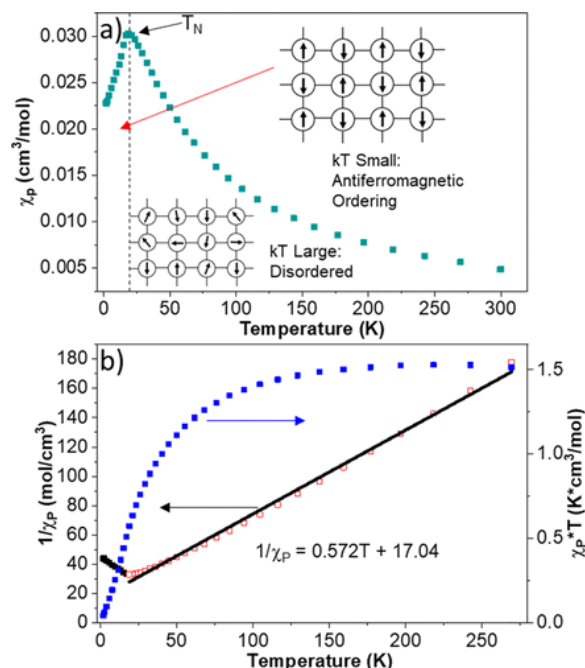 a)
T_N
0.030
0.025
0.020
0.015
0.010
0.005
χ_p (cm³/mol)
kT Small:
Antiferromagnetic
Ordering
kT Large:
Disordered
0 50 100 150 200 250 300
Temperature (K)
b)
180
160
140
120
100
80
60
40
20
0
1/χ_P (mol/cm³)
1.5
1.0
0.5
0.0
χ_P*T (K*cm³/mol)
1/χ_P = 0.572T + 17.04
0 50 100 150 200 250
Temperature (K)